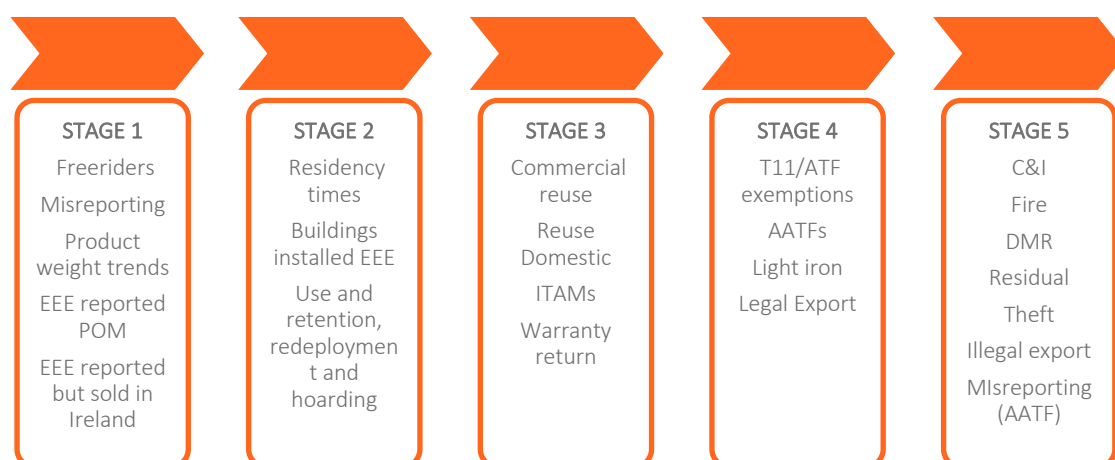 STAGE 1
Freeriders
Misreporting
Product
weight trends
EEE reported
POM
EEE reported
but sold in
Ireland
STAGE 2
Residency
times
Buildings
installed EEE
Use and
retention,
redeploymen
t and
hoarding
STAGE 3
Commercial
reuse
Reuse
Domestic
ITAMs
Warranty
return
STAGE 4
T11/ATF
exemptions
AATFs
Light iron
Legal Export
STAGE 5
C&I
Fire
DMR
Residual
Theft
Illegal export
MIsreporting
(AATF)